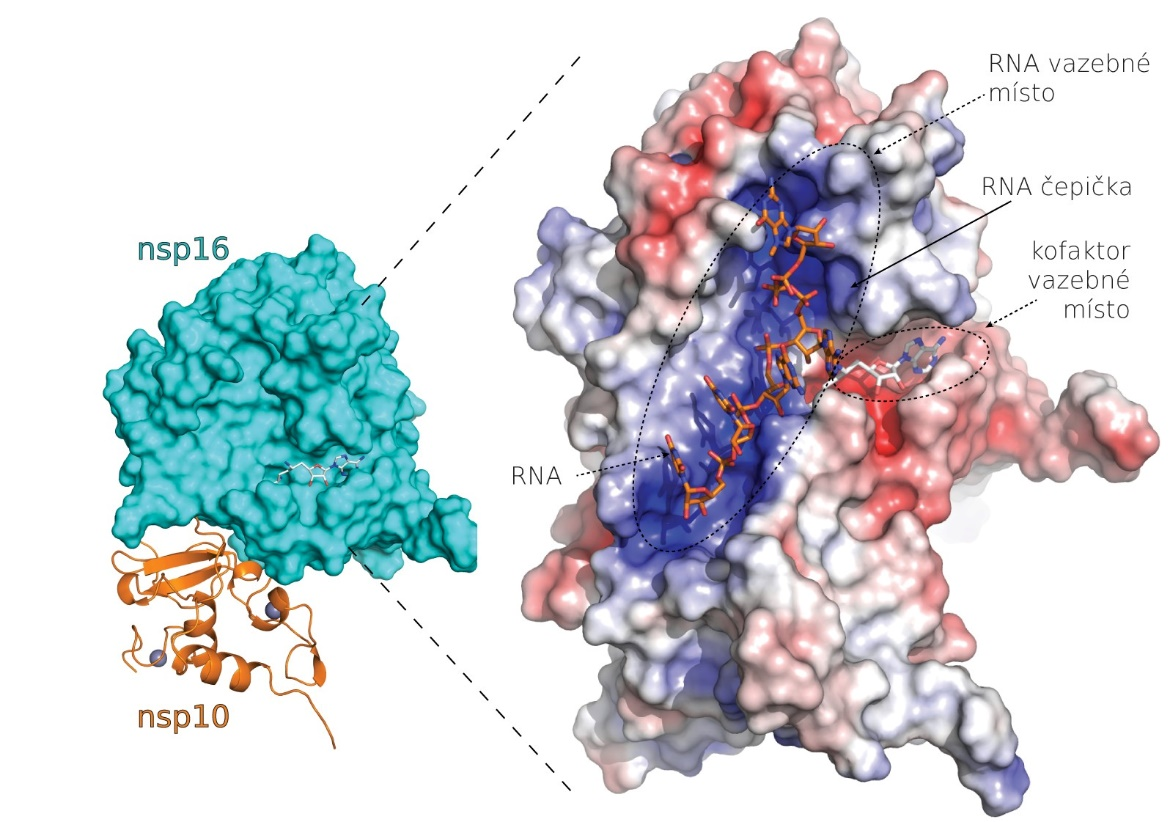 nsp16
nsp10
RNA vazebné
místo
RNA čepička
kofaktor
vazebné
místo
RNA